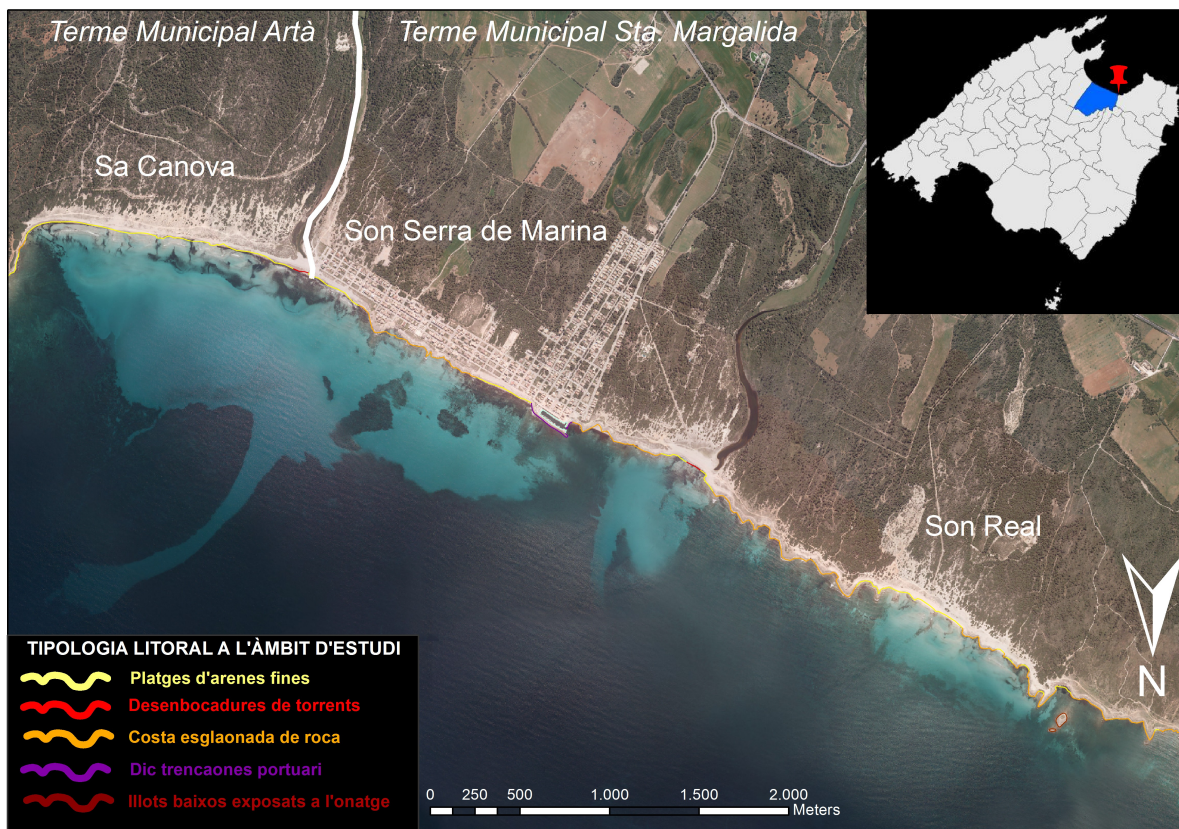 Terme Municipal Artà
Terme Municipal Sta. Margalida
Sa Canova
Son Serra de Marina
Son Real
N
TIPOLOGIA LITORAL A L'ÀMBIT D'ESTUDI
Platges d'arenes fines
Desenbocadures de torrents
Costa esglaonada de roca
Dic trencaones portuari
Illots baixos exposats a l'onatge
0 250 500 1.000 1.500 2.000
Meters